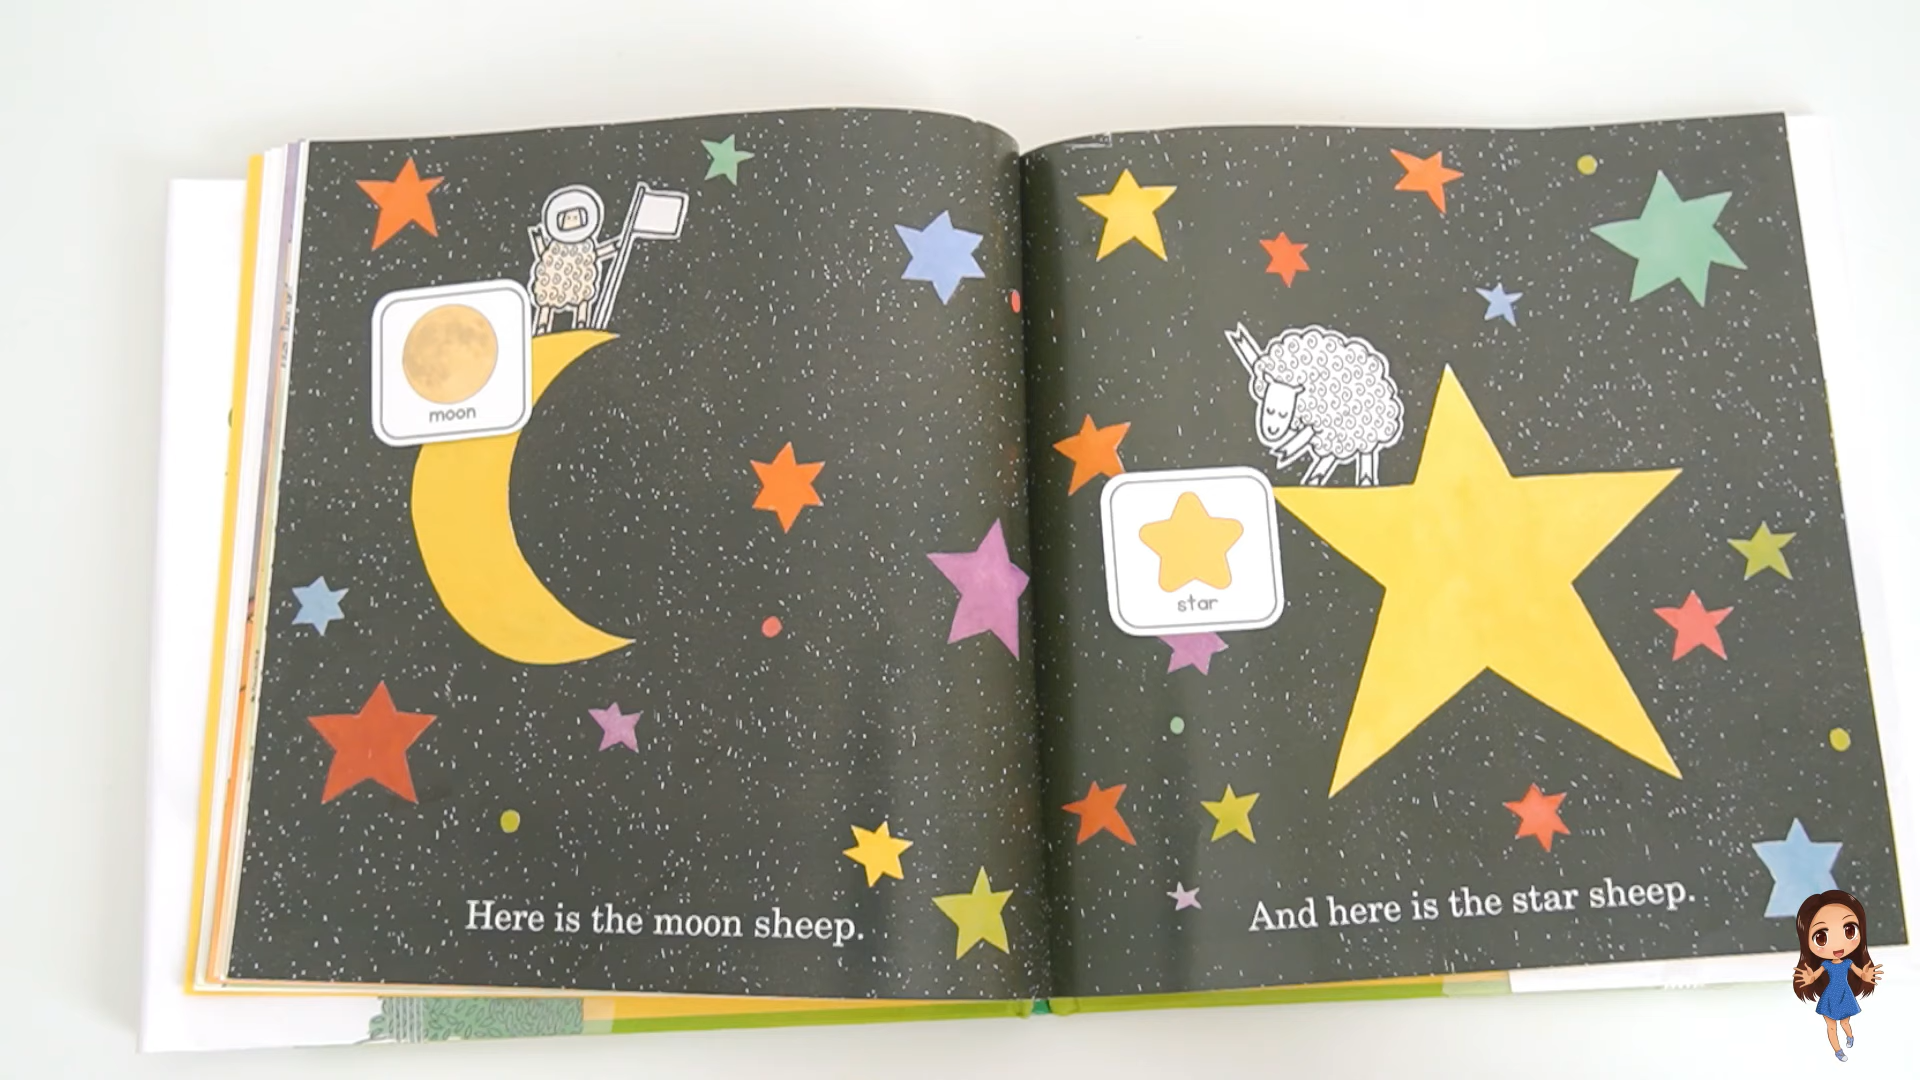 moon
Here is the moon sheep.
star
And here is the star sheep.